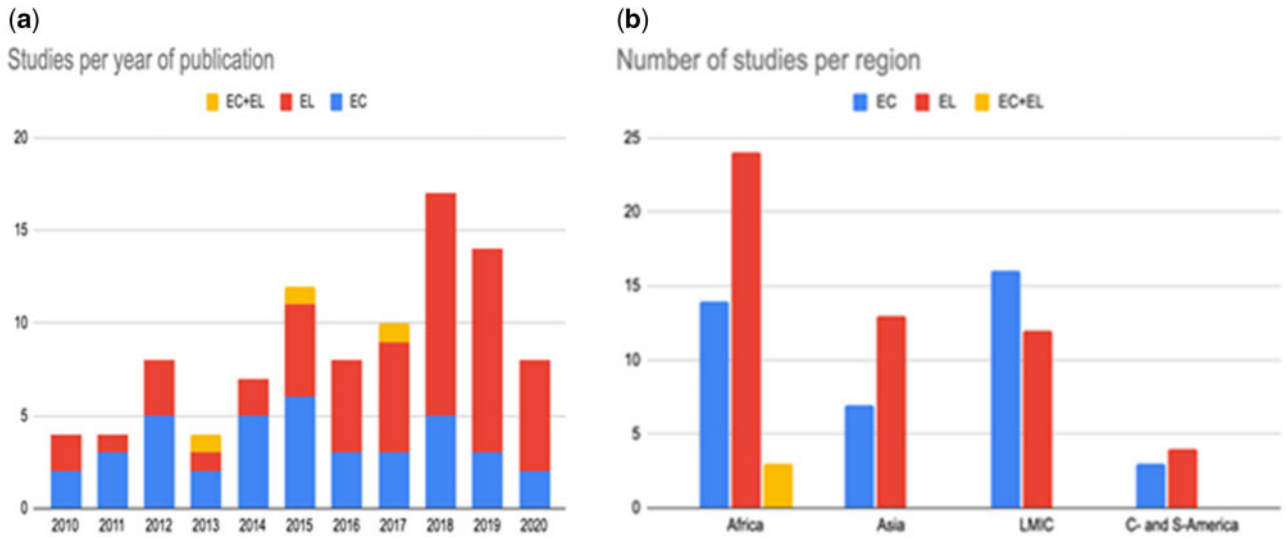 (a)
Studies per year of publication
EC+EL EL EC
20
15
10
5
0
2010 2011 2012 2013 2014 2015 2016 2017 2018 2019 2020
(b)
Number of studies per region
EC EL EC+EL
25
20
15
10
5
0
Africa Asia LMIC C- and S-America